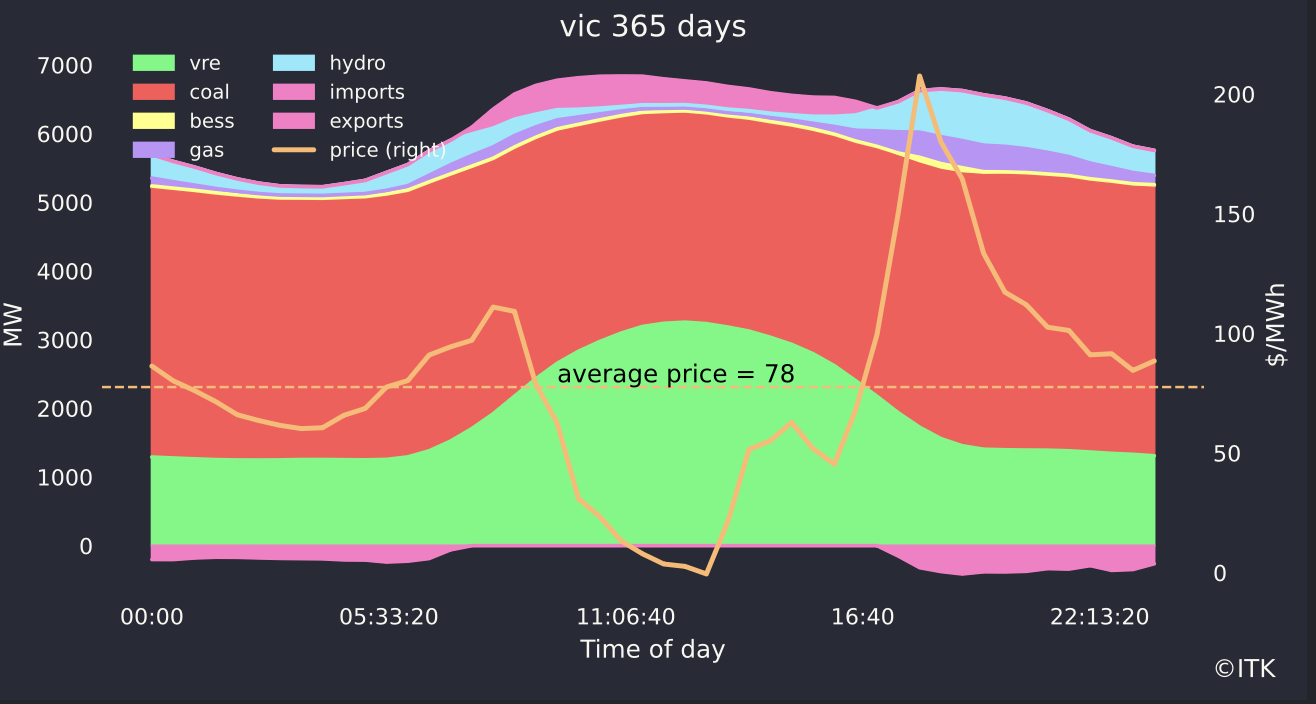 vic 365 days
vre
coal
bess
gas
hydro
imports
exports
price (right)
7000
6000
5000
4000
3000
2000
1000
0
MW
200
150
100
50
0
$/MWh
average price = 78
00:00
05:33:20
11:06:40
16:40
22:13:20
Time of day
©ITK